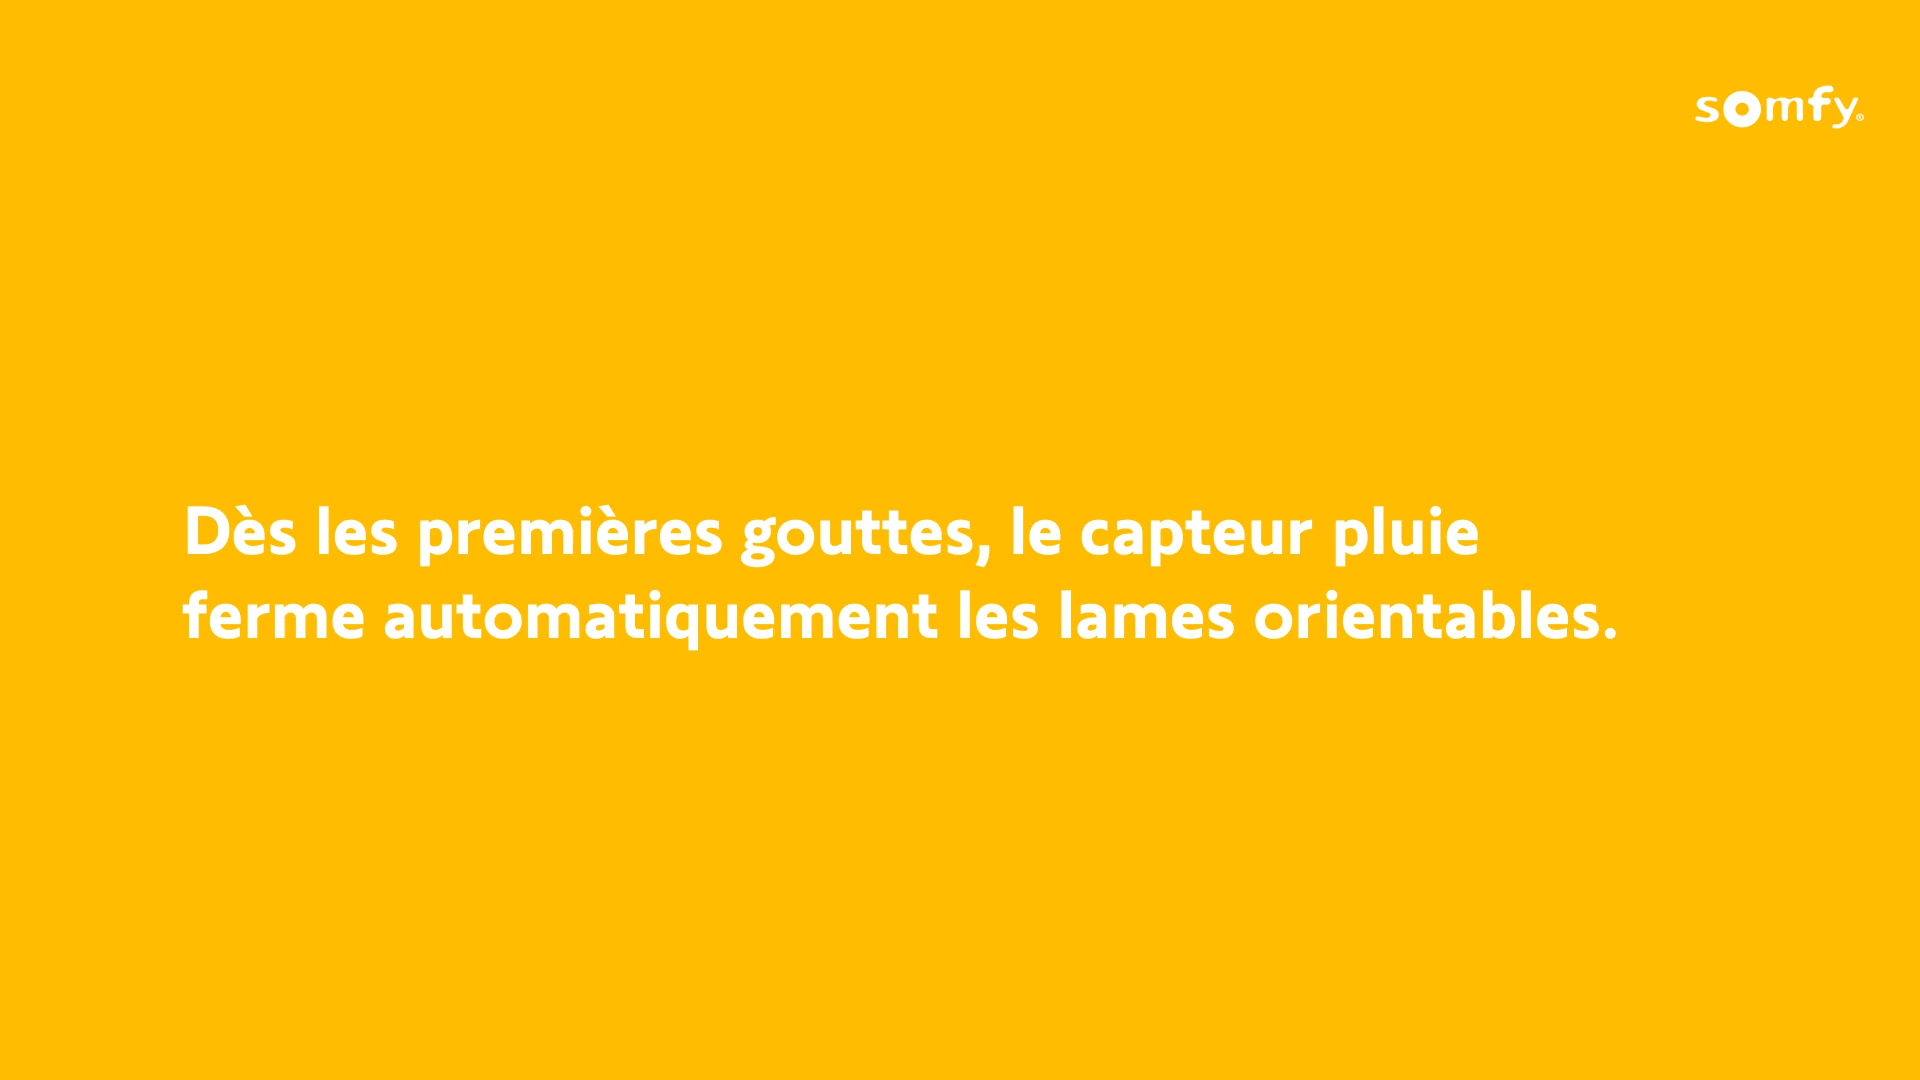 somfy®
Dès les premières gouttes, le capteur pluie
ferme automatiquement les lames orientables.